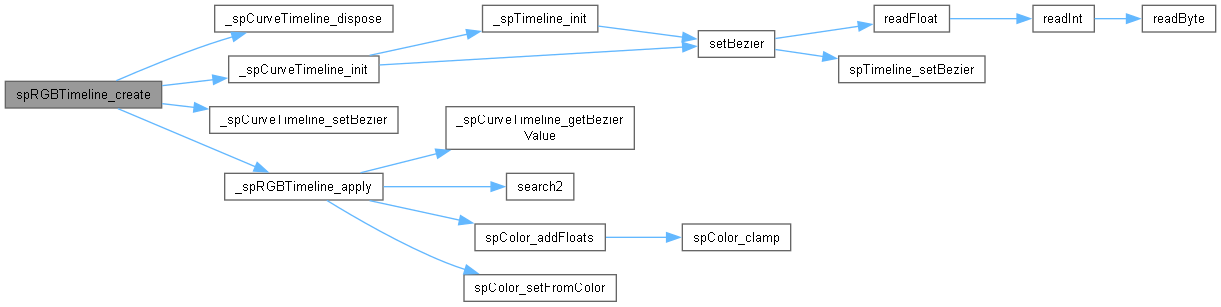 spRGBTimeline_create
_spCurveTimeline_dispose
_spCurveTimeline_init
_spCurveTimeline_setBezier
_spRGBTimeline_apply
_spTimeline_init
setBezier
readFloat
readInt
readByte
spTimeline_setBezier
_spCurveTimeline_getBezier
Value
search2
spColor_addFloats
spColor_clamp
spColor_setFromColor